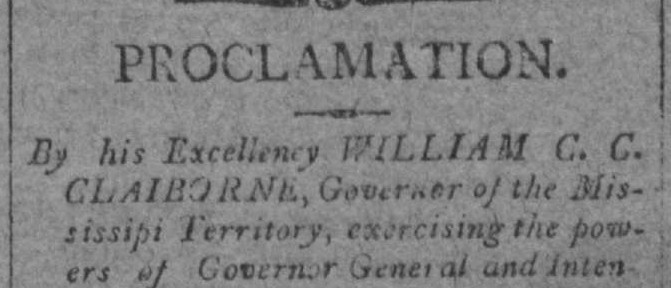 PROCLAMATION.
By his Excellency WILLIAM C. C.
CLAIBORNE, Governor of the Mis-
sissipi Territory, exercising the pow-
ers of Governor General and Inten-